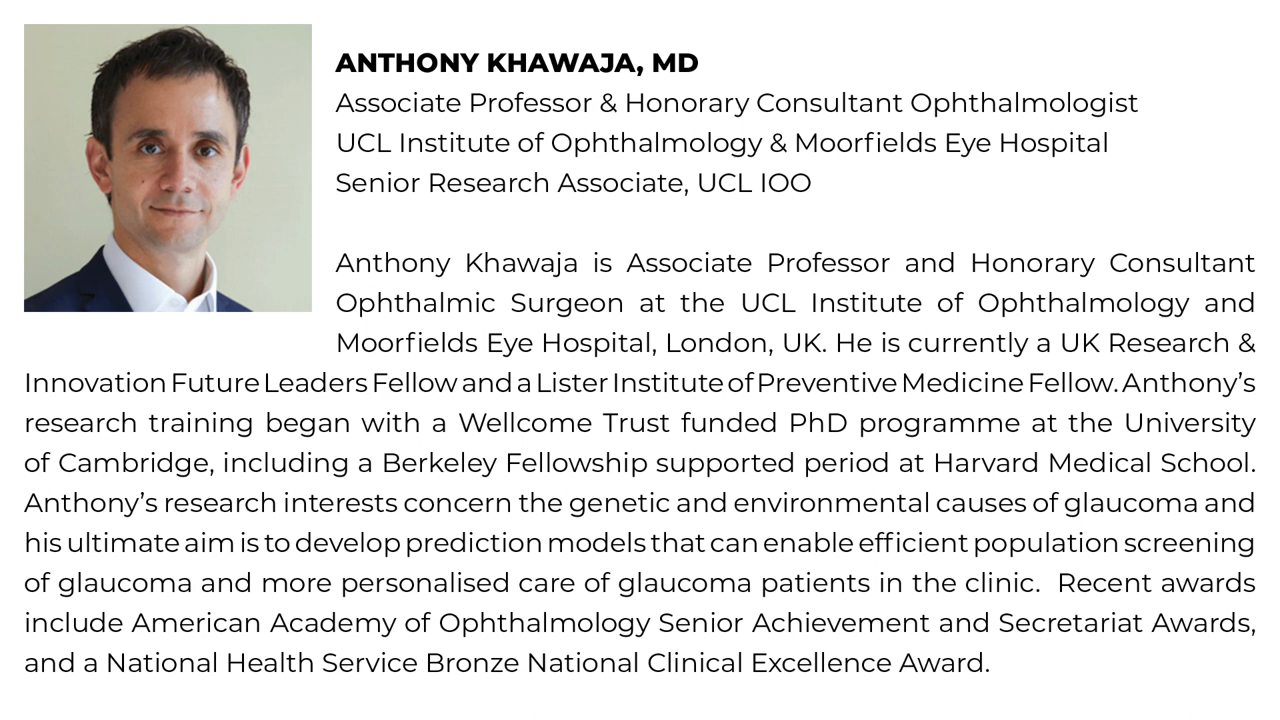 ANTHONY KHAWAJA, MD
Associate Professor & Honorary Consultant Ophthalmologist
UCL Institute of Ophthalmology & Moorfields Eye Hospital
Senior Research Associate, UCL IOO
Anthony Khawaja is Associate Professor and Honorary Consultant
Ophthalmic Surgeon at the UCL Institute of Ophthalmology and
Moorfields Eye Hospital, London, UK. He is currently a UK Research &
Innovation Future Leaders Fellow and a Lister Institute of Preventive Medicine Fellow. Anthony’s
research training began with a Wellcome Trust funded PhD programme at the University
of Cambridge, including a Berkeley Fellowship supported period at Harvard Medical School.
Anthony’s research interests concern the genetic and environmental causes of glaucoma and
his ultimate aim is to develop prediction models that can enable efficient population screening
of glaucoma and more personalised care of glaucoma patients in the clinic. Recent awards
include American Academy of Ophthalmology Senior Achievement and Secretariat Awards,
and a National Health Service Bronze National Clinical Excellence Award.